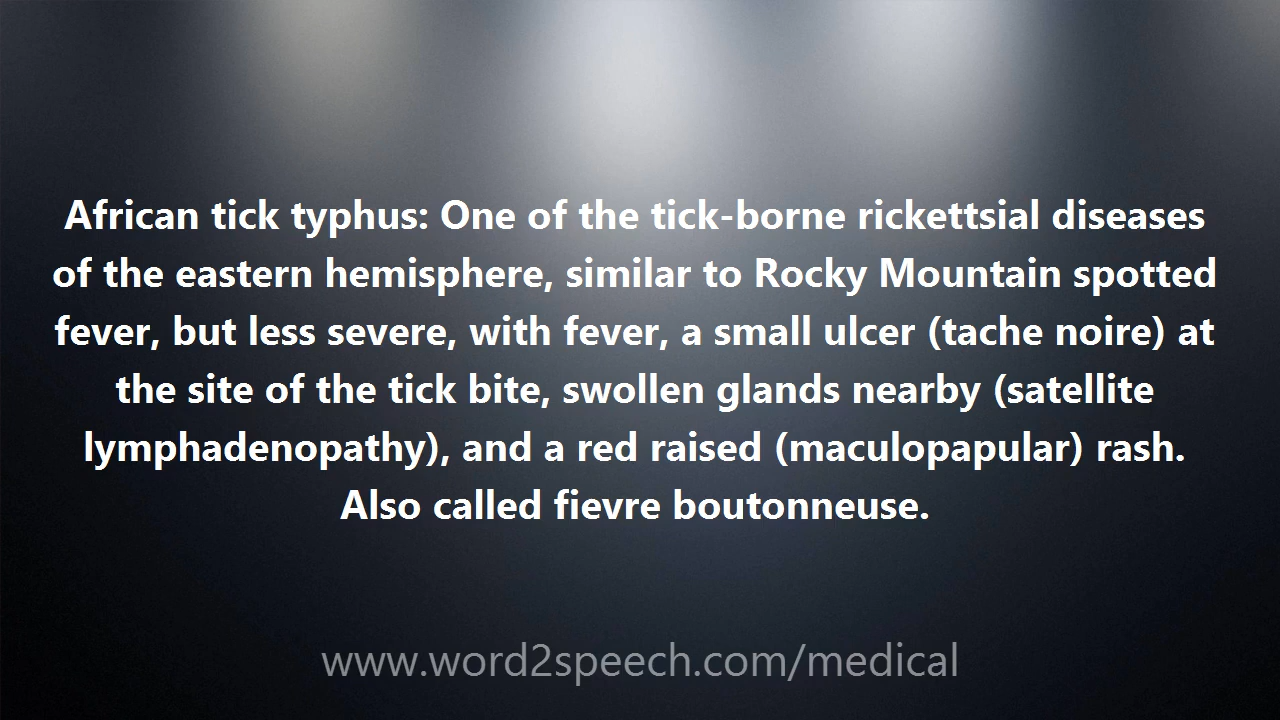 African tick typhus: One of the tick-borne rickettsial diseases
of the eastern hemisphere, similar to Rocky Mountain spotted
fever, but less severe, with fever, a small ulcer (tache noire) at
the site of the tick bite, swollen glands nearby (satellite
lymphadenopathy), and a red raised (maculopapular) rash.
Also called fievre boutonneuse.
www.word2speech.com/medical